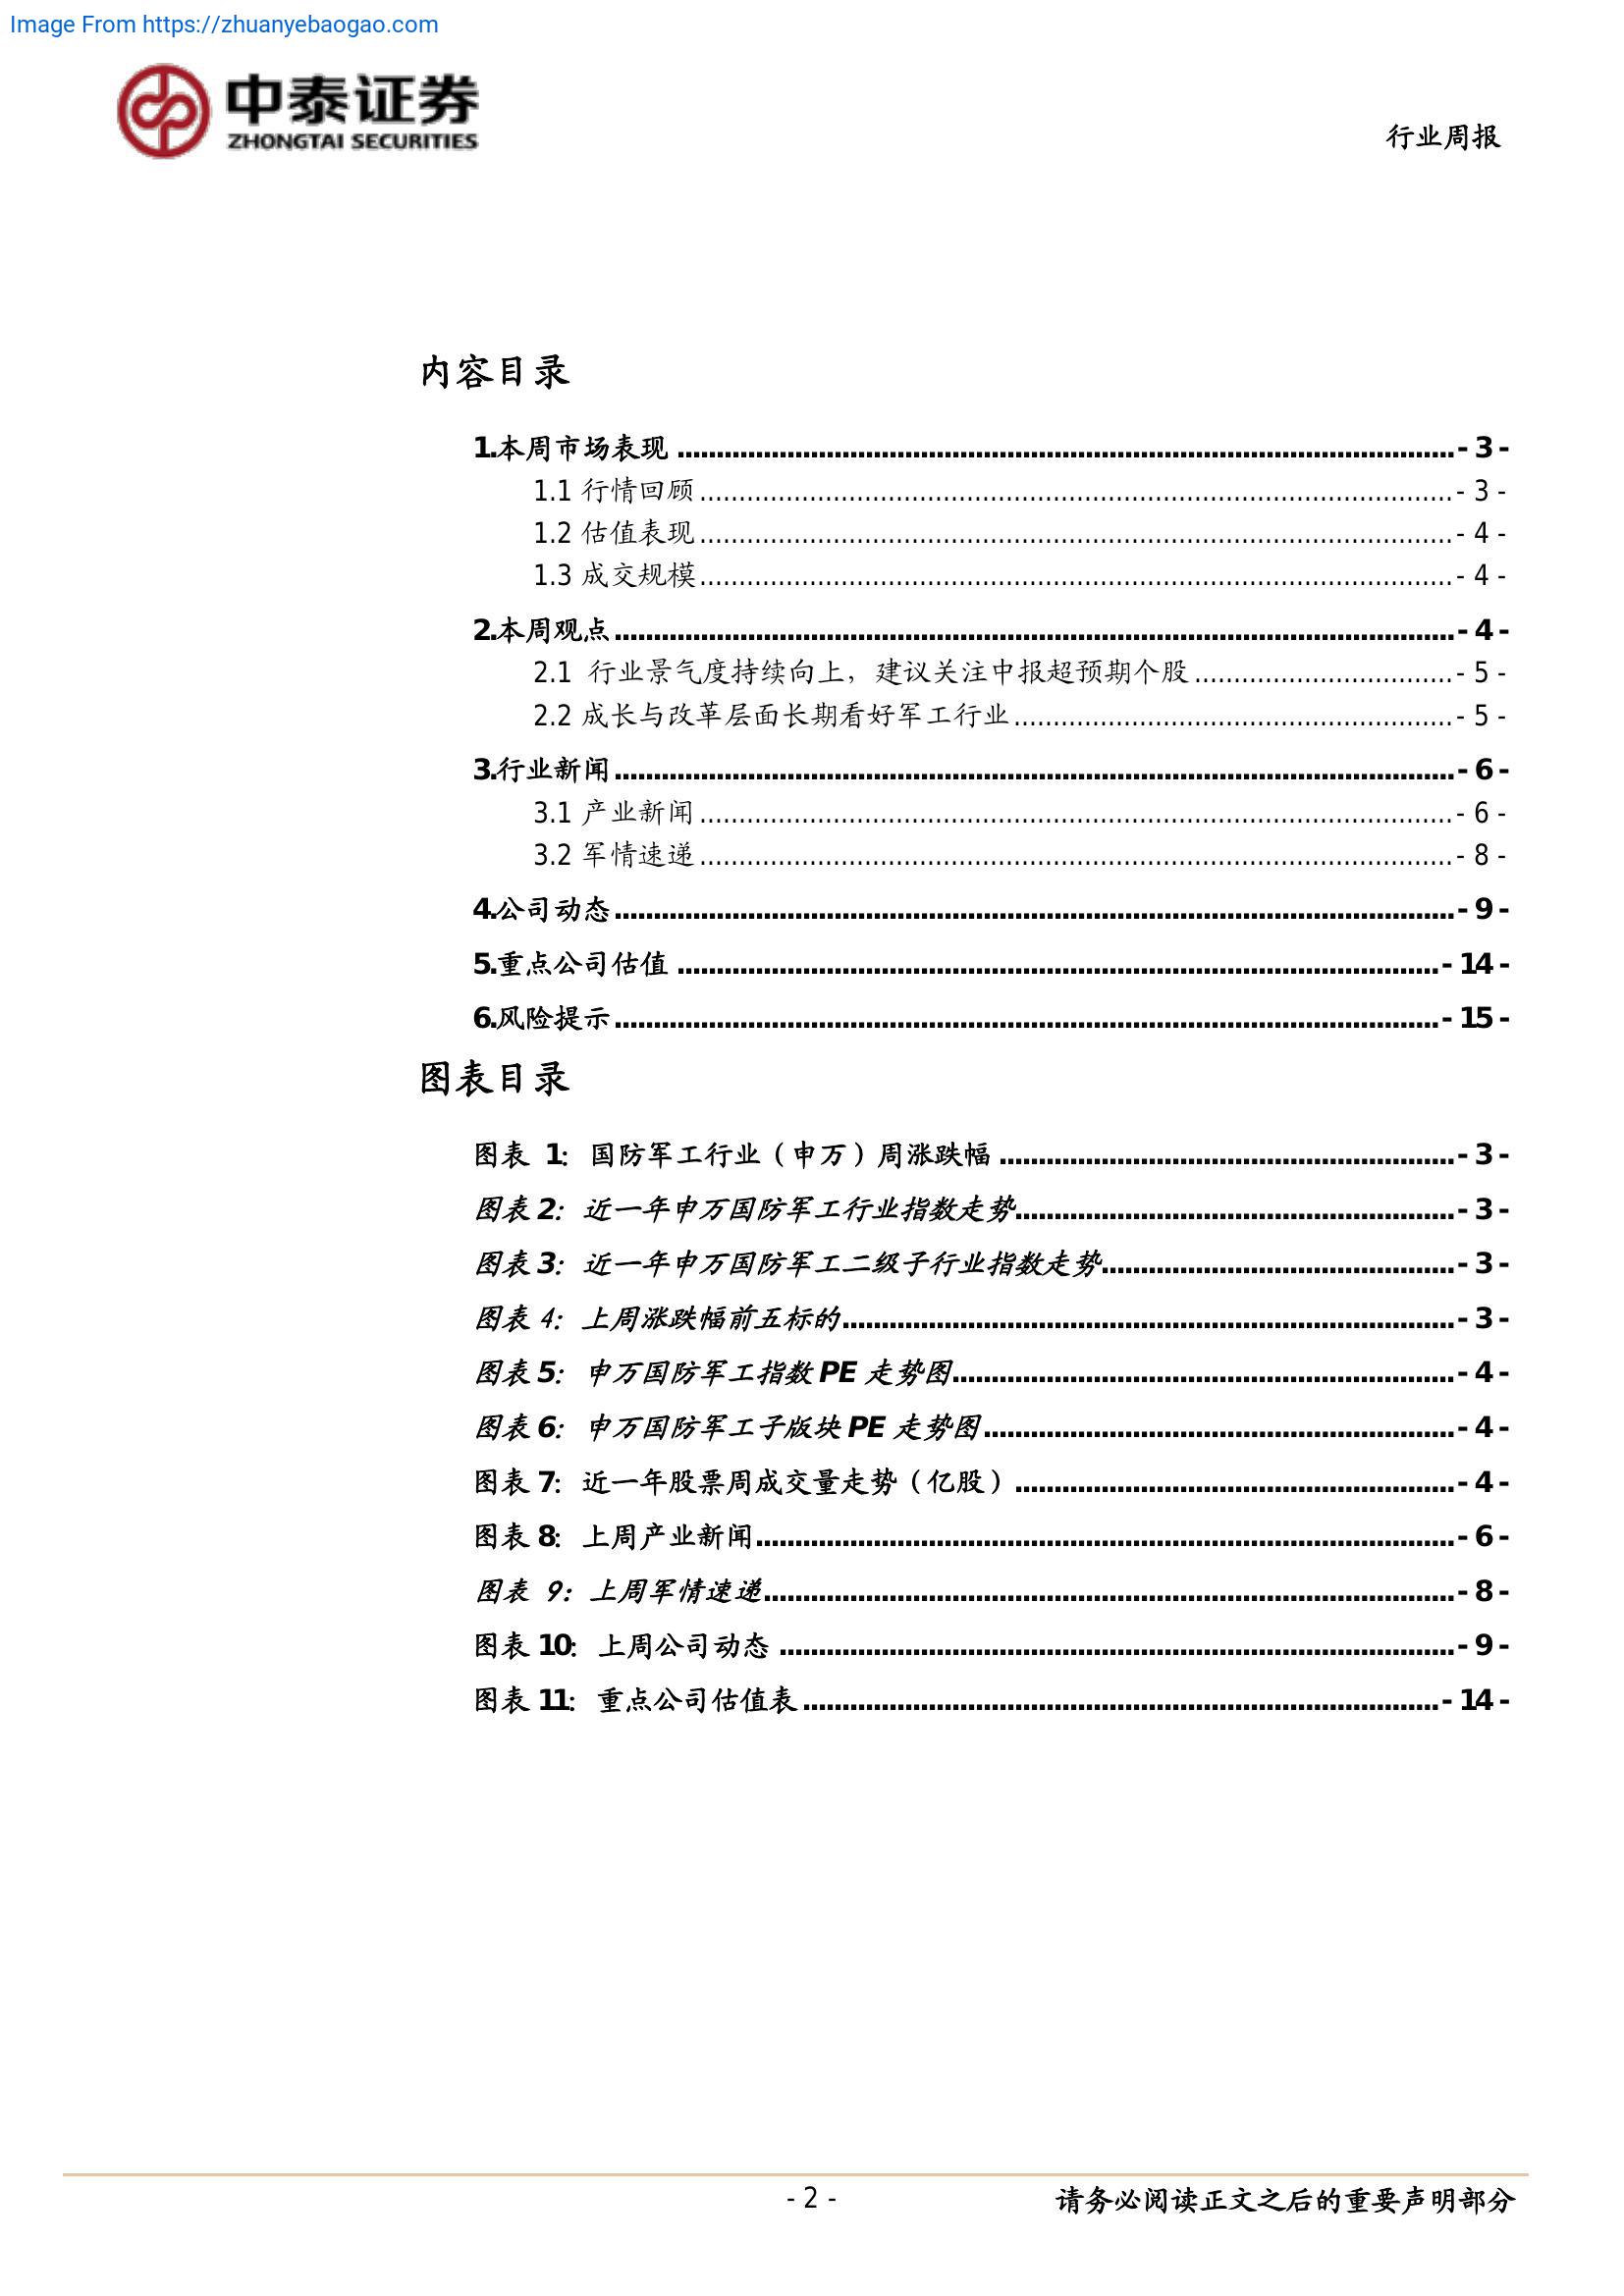 Image From https://zhuanyebaogao.com
中泰证券
ZHONGTAI SECURITIES
行业周报
内容目录
1.本周市场表现 ........................................ - 3 -
1.1 行情回顾 ........................................ - 3 -
1.2 估值表现 ........................................ - 4 -
1.3 成交规模 ........................................ - 4 -
2.本周观点 ........................................ - 4 -
2.1 行业景气度持续向上，建议关注中报超预期个股 ........................................ - 5 -
2.2 成长与改革层面长期看好军工行业 ........................................ - 5 -
3.行业新闻 ........................................ - 6 -
3.1 产业新闻 ........................................ - 6 -
3.2 军情速递 ........................................ - 8 -
4.公司动态 ........................................ - 9 -
5.重点公司估值 ........................................ - 14 -
6.风险提示 ........................................ - 15 -
图表目录
图表 1：国防军工行业（申万）周涨跌幅 ........................................ - 3 -
图表 2：近一年申万国防军工行业指数走势 ........................................ - 3 -
图表 3：近一年申万国防军工二级子行业指数走势 ........................................ - 3 -
图表 4：上周涨跌幅前五标的 ........................................ - 3 -
图表 5：申万国防军工指数 PE 走势图 ........................................ - 4 -
图表 6：申万国防军工子版块 PE 走势图 ........................................ - 4 -
图表 7：近一年股票周成交量走势（亿股） ........................................ - 4 -
图表 8：上周产业新闻 ........................................ - 6 -
图表 9：上周军情速递 ........................................ - 8 -
图表 10：上周公司动态 ........................................ - 9 -
图表 11：重点公司估值表 ........................................ - 14 -
- 2 -
请务必阅读正文之后的重要声明部分